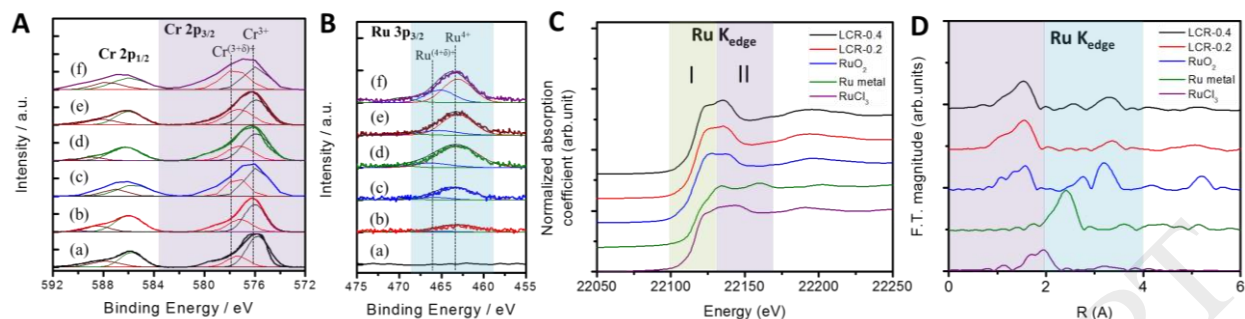 A
Cr 2p3/2
Cr3+
Cr(3+δ)
Cr 2p1/2
(f)
(e)
(d)
(c)
(b)
(a)
Intensity / a.u.
592 588 584 580 576 572
Binding Energy / eV
B
Ru 3p3/2
Ru4+
Ru(4+δ)
(f)
(e)
(d)
(c)
(b)
(a)
Intensity / a.u.
475 470 465 460 455
Binding Energy / eV
C
Ru Kedge
I II
LCR-0.4
LCR-0.2
RuO2
Ru metal
RuCl3
Normalized absorption
coefficient (arb.unit)
22050 22100 22150 22200 22250
Energy (eV)
D
Ru Kedge
LCR-0.4
LCR-0.2
RuO2
Ru metal
RuCl3
F.T. magnitude (arb.units)
0 2 4 6
R (A)
PT